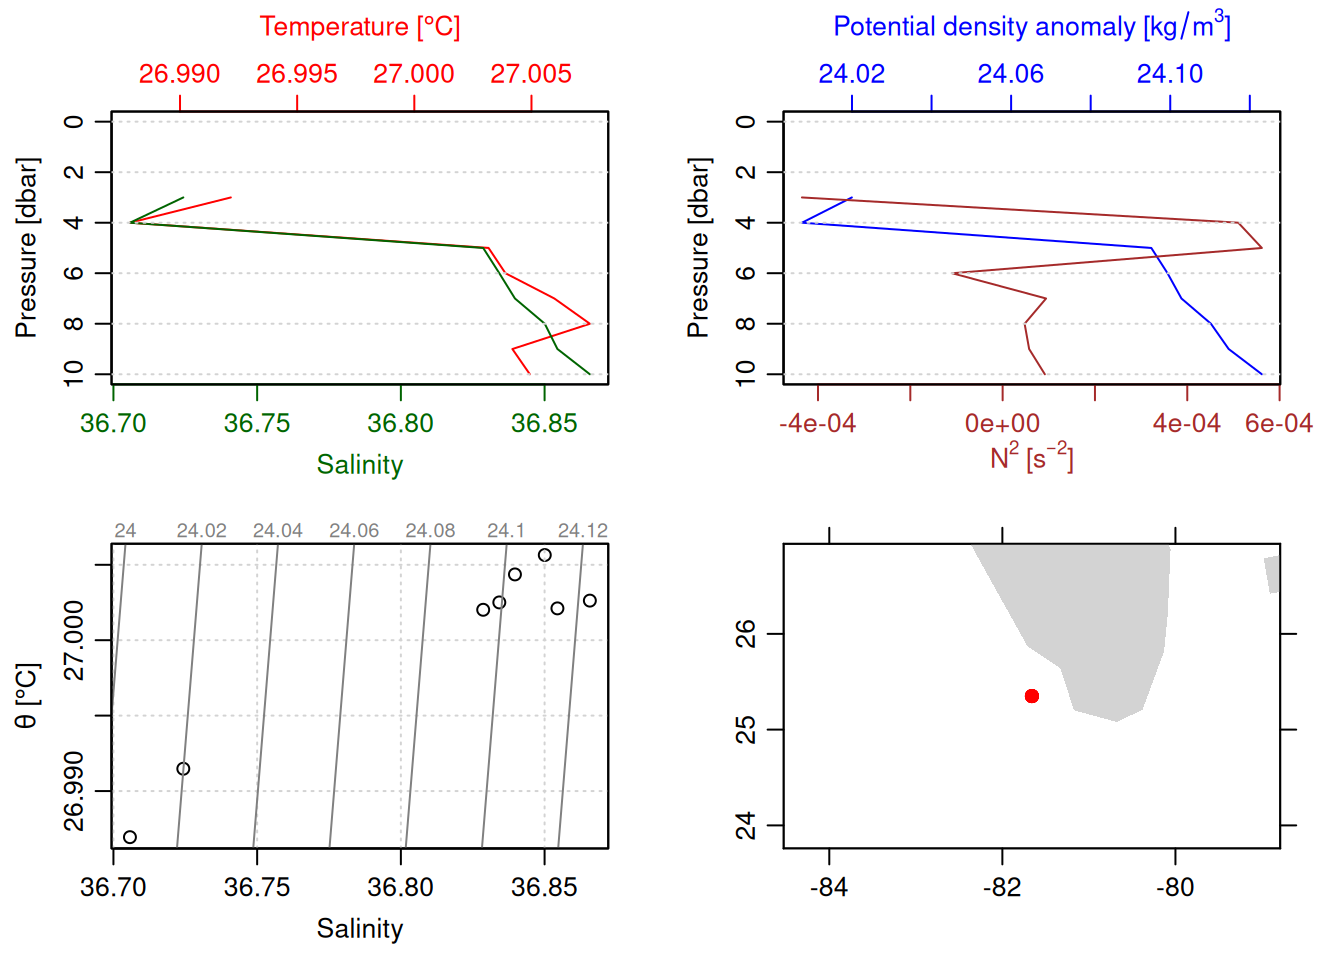 Temperature [°C]
26.990 26.995 27.000 27.005
Pressure [dbar]
0
2
4
6
8
10
36.70 36.75 36.80 36.85
Salinity
Potential density anomaly [kg/m³]
24.02 24.06 24.10
Pressure [dbar]
0
2
4
6
8
10
-4e-04 0e+00 4e-04 6e-04
N² [s⁻²]
24 24.02 24.04 24.06 24.08 24.1 24.12
θ [°C]
27.000
26.990
36.70 36.75 36.80 36.85
Salinity
26
25
24
-84 -82 -80